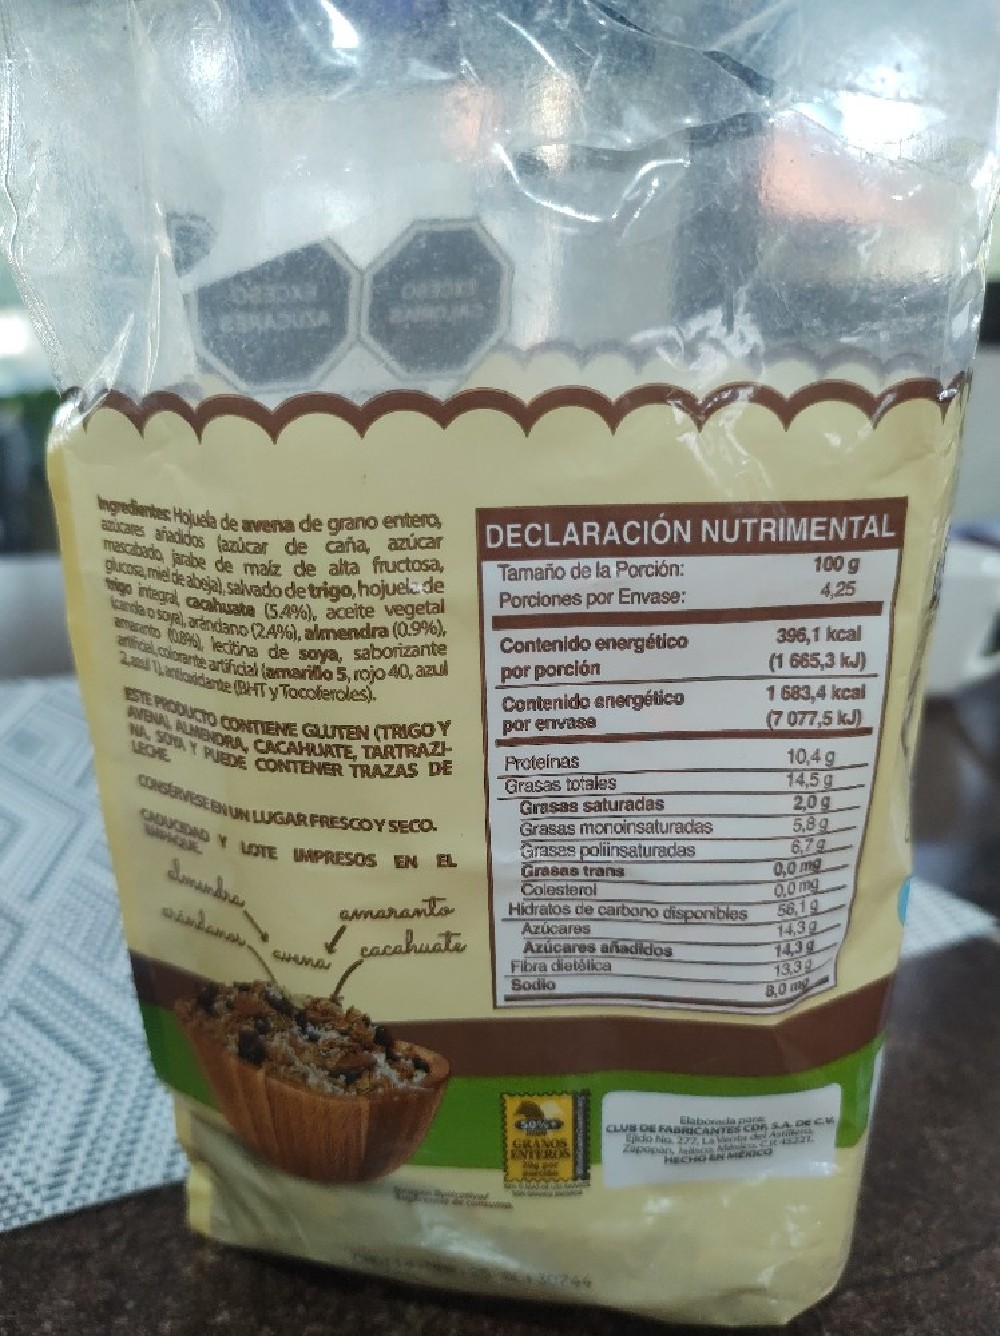 EXCESO
AZÚCARES
EXCESO
CALORÍAS
Ingredientes: Hojuela de avena de grano entero,
azúcares añadidos (azúcar de caña, azúcar
mascabado, jarabe de maíz de alta fructosa,
glucosa, miel de abeja), salvado de trigo, hojuela de
trigo integral, cacahuate (5.4%), aceite vegetal
(canola o soya), arándano (2.4%), almendra (0.9%),
amaranto (0.8%), lecitina de soya, saborizante
artificial, colorante artificial (amarillo 5, rojo 40, azul
2, azul 1), antioxidante (BHT y Tocoferoles).
ESTE PRODUCTO CONTIENE GLUTEN (TRIGO Y
AVENA), ALMENDRA, CACAHUATE, TARTRAZI-
NA, SOYA Y PUEDE CONTENER TRAZAS DE
LECHE.
CONSÉRVESE EN UN LUGAR FRESCO Y SECO.
CADUCIDAD Y LOTE IMPRESOS EN EL
EMPAQUE.
almendra
arándano
avena
amaranto
cacahuate
DECLARACIÓN NUTRIMENTAL
Tamaño de la Porción: 100 g
Porciones por Envase: 4,25
Contenido energético 396,1 kcal
por porción (1 665,3 kJ)
Contenido energético 1 683,4 kcal
por envase (7 077,5 kJ)
Proteínas 10,4 g
Grasas totales 14,5 g
Grasas saturadas 2,0 g
Grasas monoinsaturadas 5,8 g
Grasas poliinsaturadas 6,7 g
Grasas trans 0,0 mg
Colesterol 0,0 mg
Hidratos de carbono disponibles 56,1 g
Azúcares 14,3 g
Azúcares añadidos 14,3 g
Fibra dietética 13,3 g
Sodio 8,0 mg
50%+
GRANOS
ENTEROS
Elaborado para:
CLUB DE FABRICANTES CDF, S.A. DE C.V.
Ejido No. 277, La Venta del Astillero,
Zapopan, Jalisco, México, C.P. 45221.
HECHO EN MÉXICO